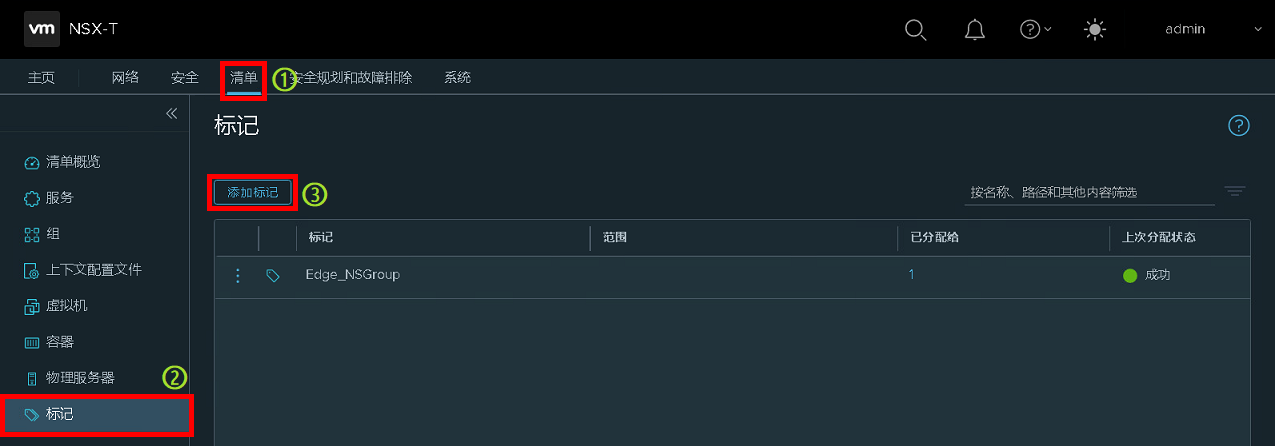 vm NSX-T admin
主页 网络 安全 清单 ① 安全规划和故障排除 系统
标记
清单概览
服务
添加标记 ③ 按名称、路径和其他内容筛选
组
标记 范围 已分配给 上次分配状态
上下文配置文件
Edge_NSGroup 1 成功
虚拟机
容器
物理服务器 ②
标记